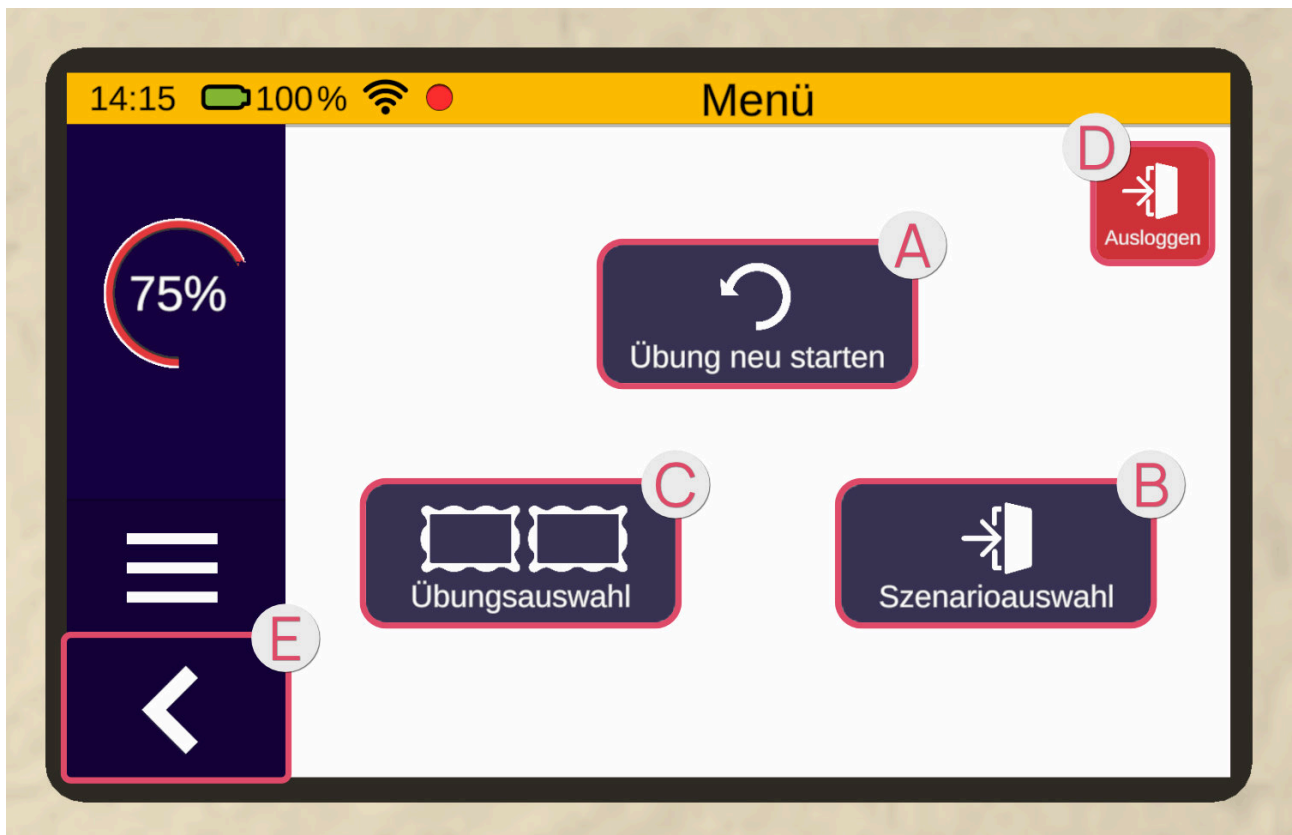 14:15 100% Menü
D
Ausloggen
A
75%
Übung neu starten
C
B
Übungsauswahl
Szenarioauswahl
E